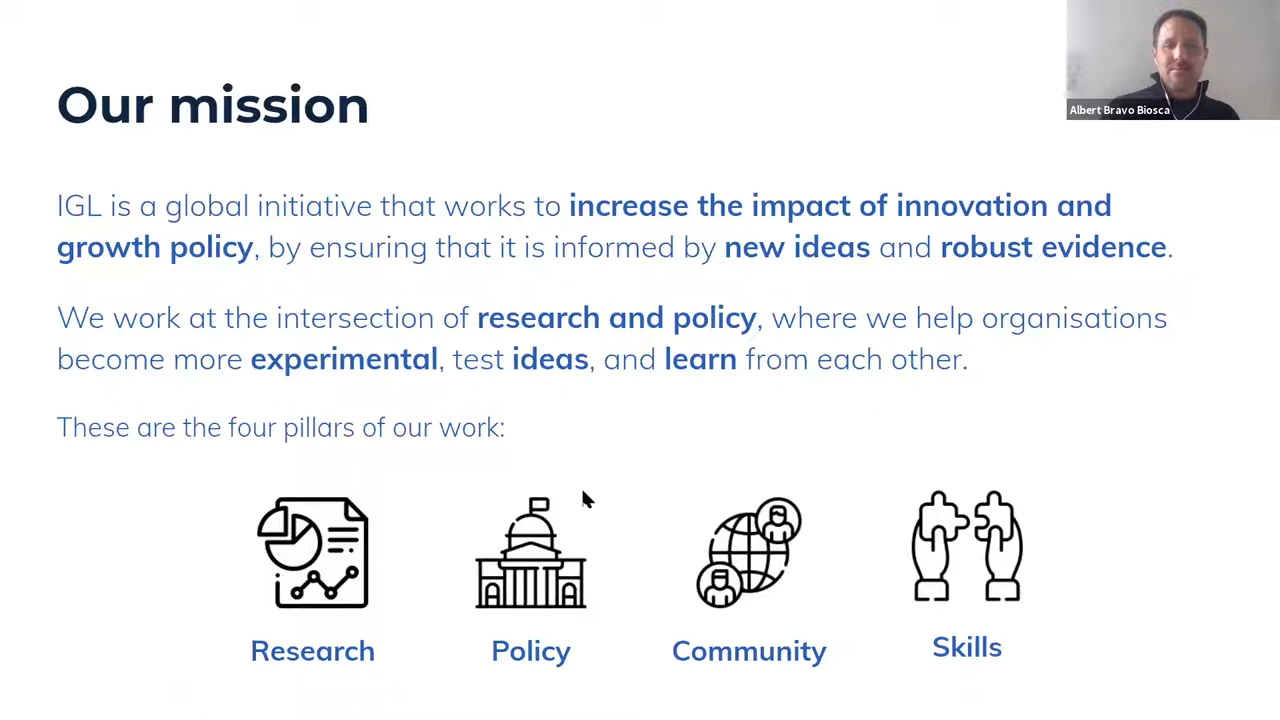 Our mission
Albert Bravo Biosca
IGL is a global initiative that works to increase the impact of innovation and
growth policy, by ensuring that it is informed by new ideas and robust evidence.
We work at the intersection of research and policy, where we help organisations
become more experimental, test ideas, and learn from each other.
These are the four pillars of our work:
Research
Policy
Community
Skills